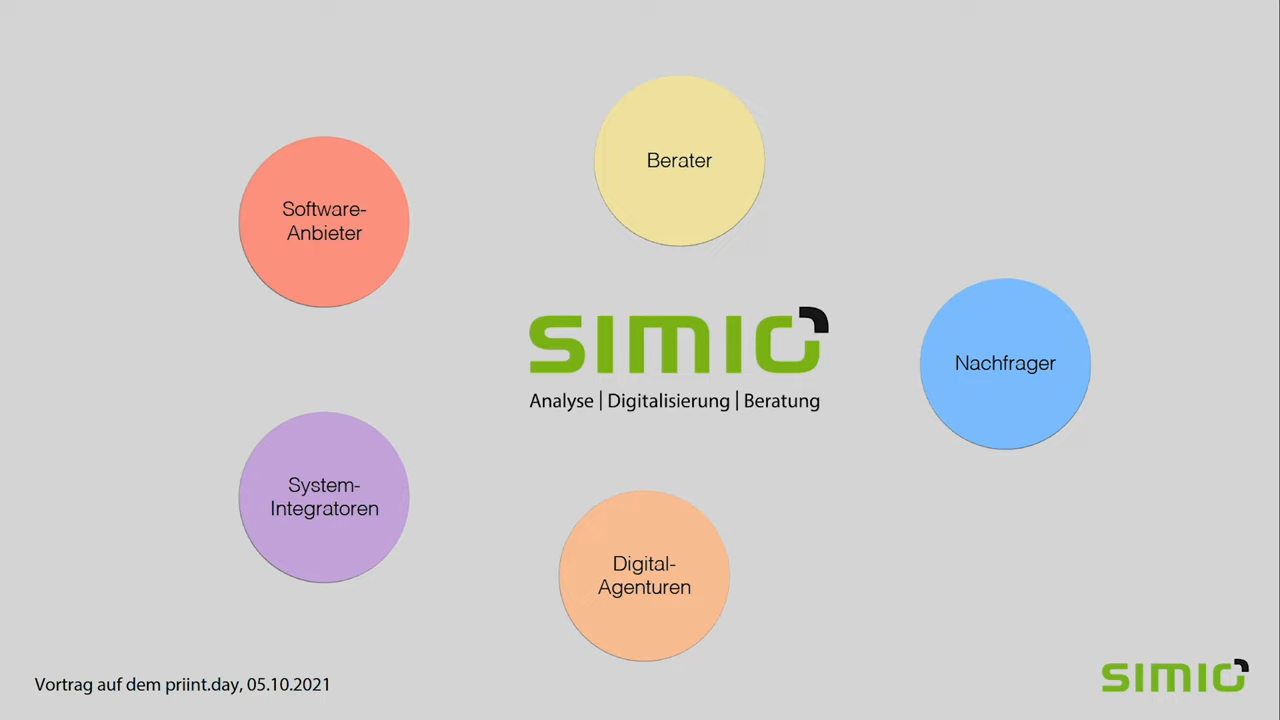 Berater
Software-
Anbieter
SIMIO
Analyse | Digitalisierung | Beratung
Nachfrager
System-
Integratoren
Digital-
Agenturen
Vortrag auf dem priint.day, 05.10.2021
SIMIO